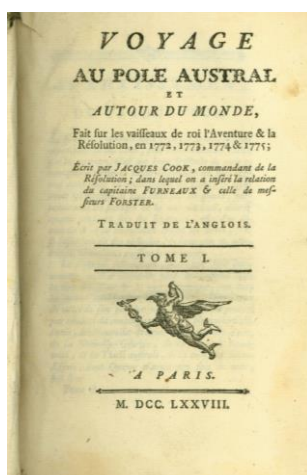 VOYAGE
AU POLE AUSTRAL
ET
AUTOUR DU MONDE,
Fait ſur les vaiſſeaux de roi l'Aventure & la
Réſolution, en 1772, 1773, 1774 & 1775;
Écrit par JACQUES COOK, commandant de la
Réſolution; dans lequel on a inſéré la relation
du capitaine FURNEAUX & celle de meſ-
ſieurs FORSTER.
TRADUIT DE L'ANGLOIS.
TOME I.
A PARIS.
M. DCC. LXXVIII.